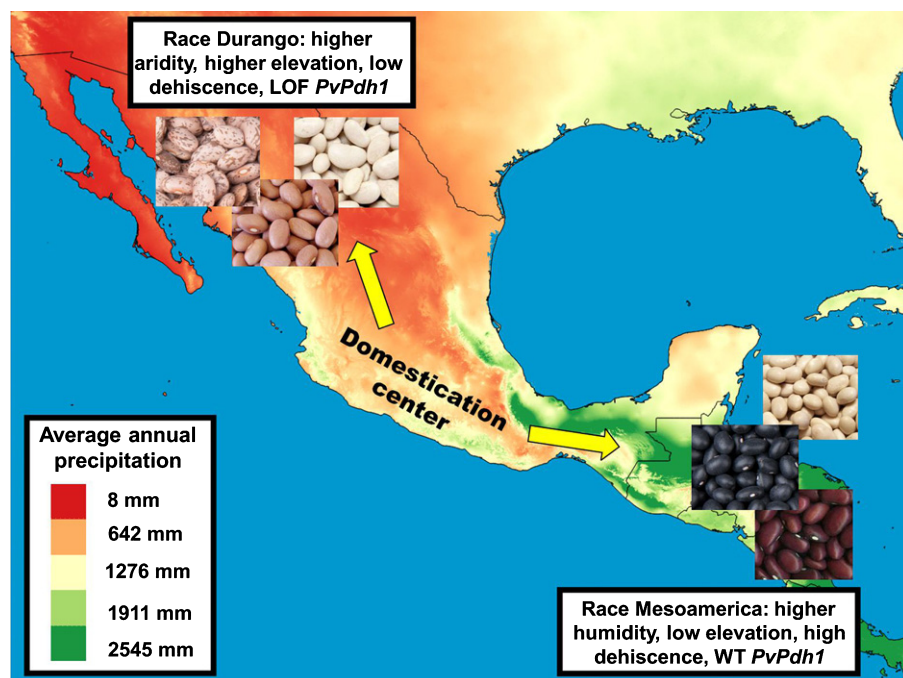 Race Durango: higher
aridity, higher elevation, low
dehiscence, LOF PvPdh1
Domestication
center
Average annual
precipitation
8 mm
642 mm
1276 mm
1911 mm
2545 mm
Race Mesoamerica: higher
humidity, low elevation, high
dehiscence, WT PvPdh1